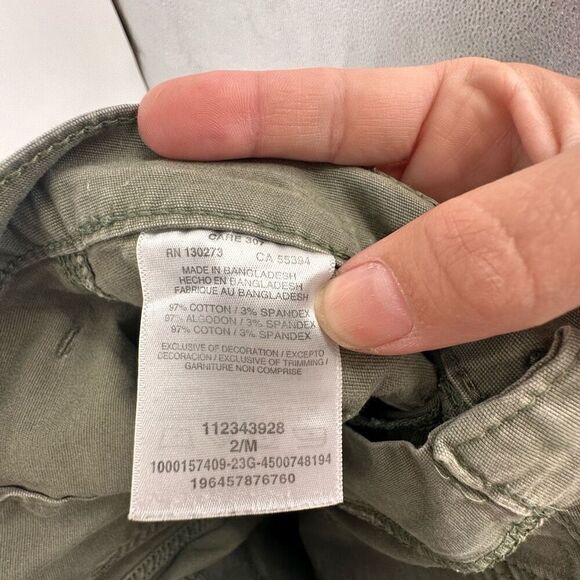 CARE 307
RN 130273 CA 55394
MADE IN BANGLADESH
HECHO EN BANGLADESH
FABRIQUE AU BANGLADESH
97% COTTON / 3% SPANDEX
97% ALGODON / 3% SPANDEX
97% COTON / 3% SPANDEX
EXCLUSIVE OF DECORATION / EXCEPTO
DECORACION / EXCLUSIVE OF TRIMMING /
GARNITURE NON COMPRISE
112343928
2/M
1000157409-23G-4500748194
196457876760